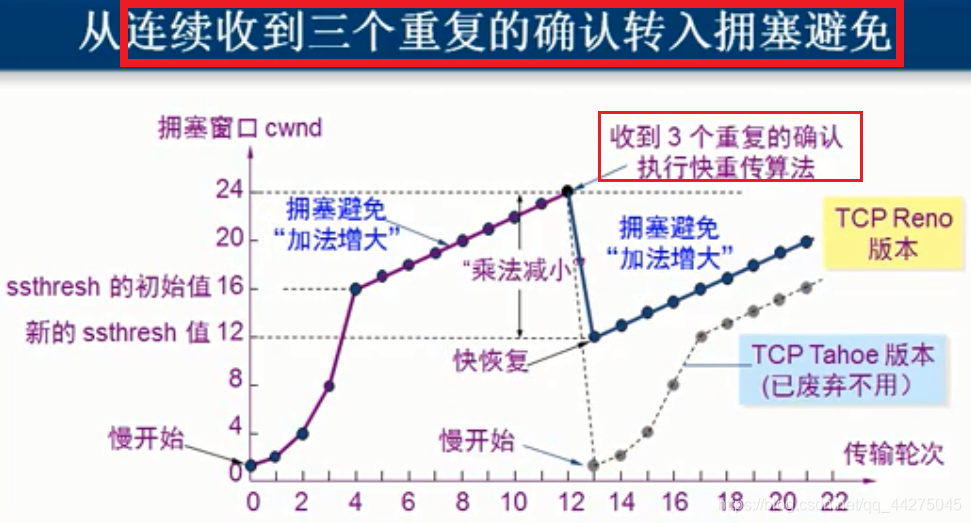 从连续收到三个重复的确认转入拥塞避免
拥塞窗口 cwnd
收到 3 个重复的确认
执行快重传算法
24
拥塞避免
“加法增大”
拥塞避免
“加法增大”
TCP Reno
版本
20
“乘法减小”
ssthresh 的初始值 16
新的 ssthresh 值 12
快恢复
TCP Tahoe 版本
(已废弃不用）
8
4
慢开始
慢开始
传输轮次
0
0 2 4 6 8 10 12 14 16 18 20 22
https://blog.csdn.net/qq_44275045